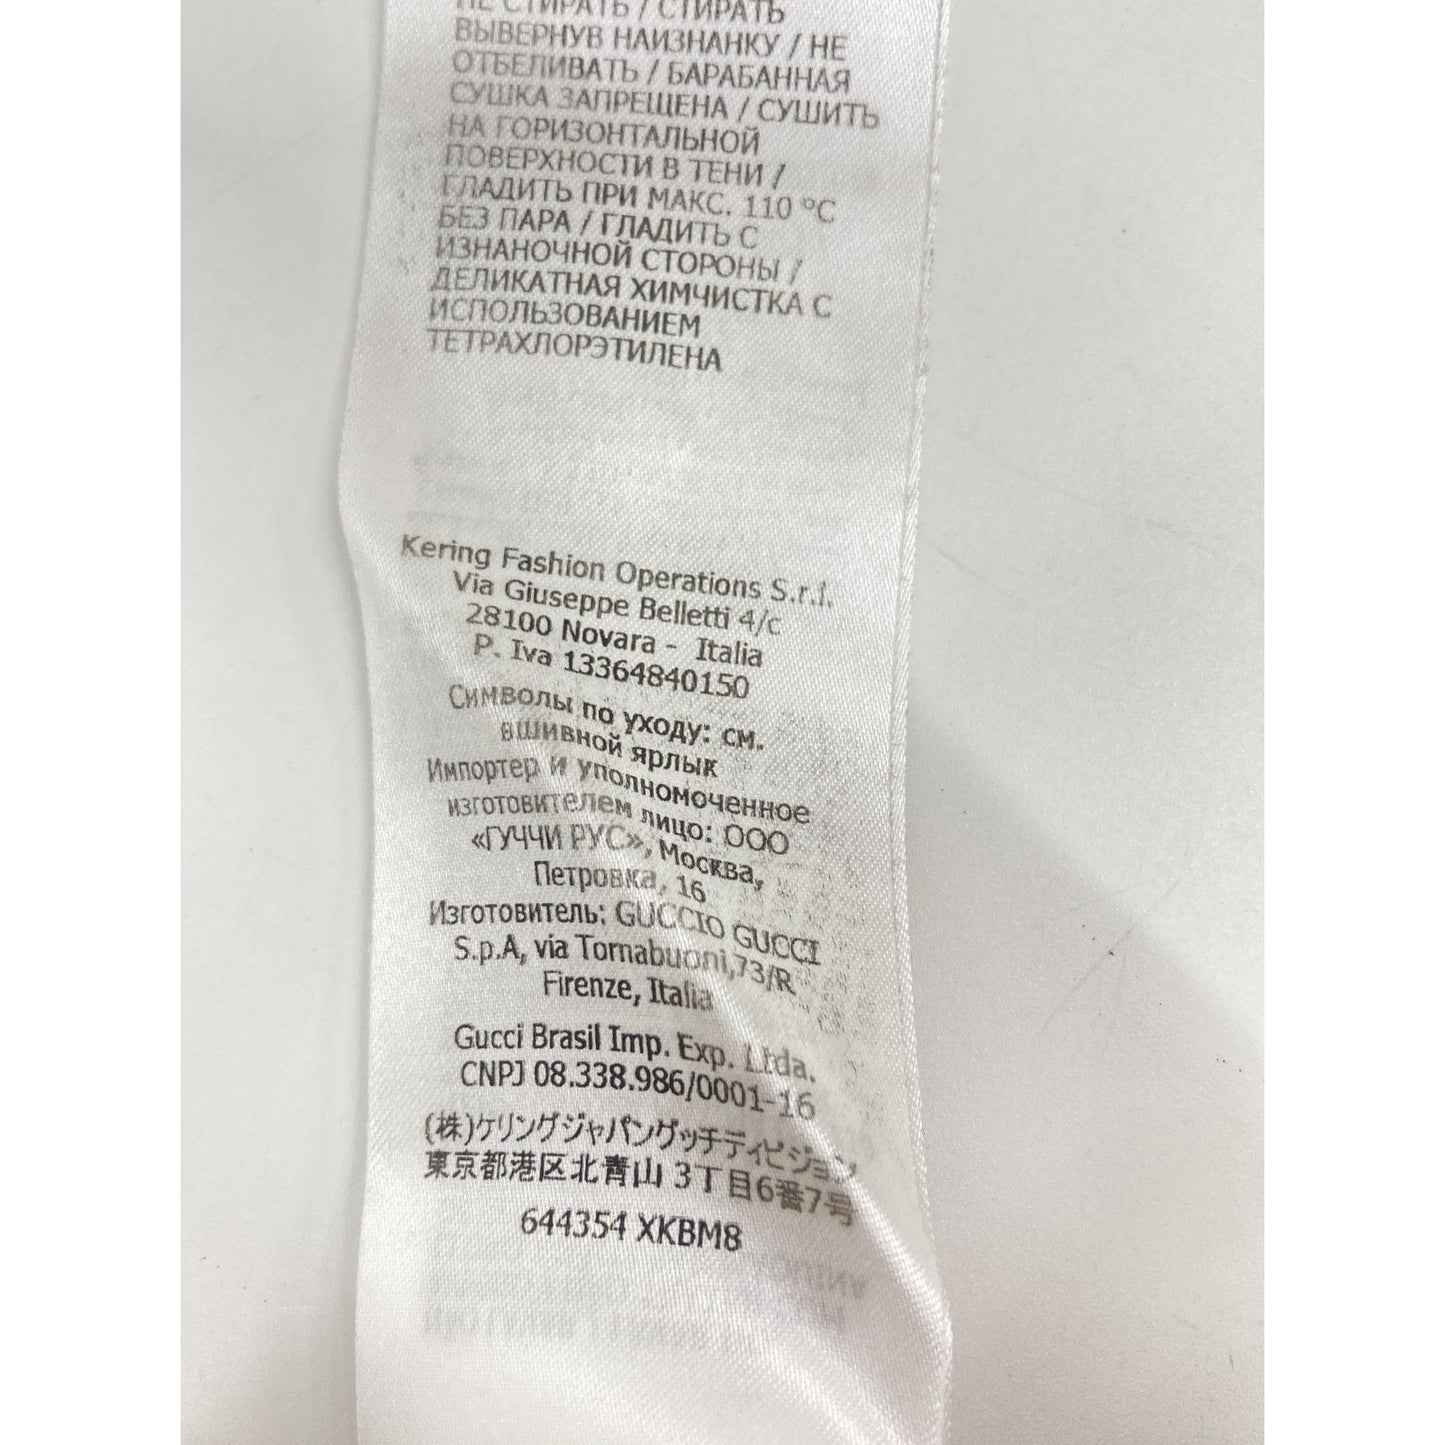 НЕ СТИРАТЬ / СТИРАТЬ
ВЫВЕРНУВ НАИЗНАНКУ / НЕ
ОТБЕЛИВАТЬ / БАРАБАННАЯ
СУШКА ЗАПРЕЩЕНА / СУШИТЬ
НА ГОРИЗОНТАЛЬНОЙ
ПОВЕРХНОСТИ В ТЕНИ /
ГЛАДИТЬ ПРИ МАКС. 110 °C
БЕЗ ПАРА / ГЛАДИТЬ С
ИЗНАНОЧНОЙ СТОРОНЫ /
ДЕЛИКАТНАЯ ХИМЧИСТКА С
ИСПОЛЬЗОВАНИЕМ
ТЕТРАХЛОРЭТИЛЕНА
Kering Fashion Operations S.r.l.
Via Giuseppe Belletti 4/c
28100 Novara - Italia
P. Iva 13364840150
Символы по уходу: см.
вшивной ярлык
Импортер и уполномоченное
изготовителем лицо: ООО
«ГУЧЧИ РУС», Москва,
Петровка, 16
Изготовитель: GUCCIO GUCCI
S.p.A, via Tornabuoni,73/R
Firenze, Italia
Gucci Brasil Imp. Exp. Ltda.
CNPJ 08.338.986/0001-16
(株)ケリングジャパングッチディビジョン
東京都港区北青山３丁目6番7号
644354 XKBM8